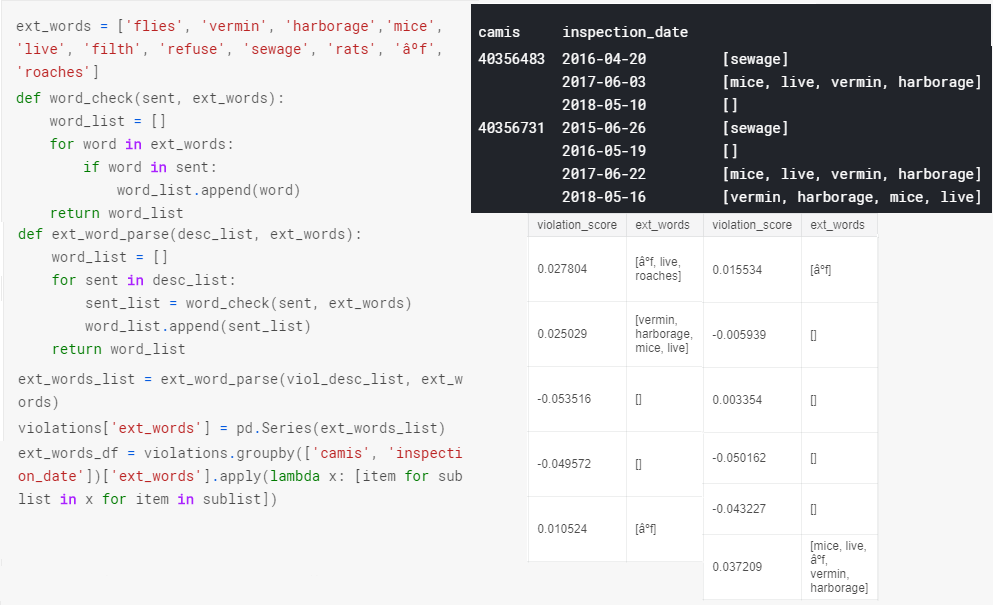 ext_words = ['flies', 'vermin', 'harborage','mice',
'live', 'filth', 'refuse', 'sewage', 'rats', 'âºf',
'roaches']
def word_check(sent, ext_words):
    word_list = []
    for word in ext_words:
        if word in sent:
            word_list.append(word)
    return word_list
def ext_word_parse(desc_list, ext_words):
    word_list = []
    for sent in desc_list:
        sent_list = word_check(sent, ext_words)
        word_list.append(sent_list)
    return word_list
ext_words_list = ext_word_parse(viol_desc_list, ext_w
ords)
violations['ext_words'] = pd.Series(ext_words_list)
ext_words_df = violations.groupby(['camis', 'inspecti
on_date'])['ext_words'].apply(lambda x: [item for sub
list in x for item in sublist])
camis inspection_date
40356483 2016-04-20 [sewage]
2017-06-03 [mice, live, vermin, harborage]
2018-05-10 []
40356731 2015-06-26 [sewage]
2016-05-19 []
2017-06-22 [mice, live, vermin, harborage]
2018-05-16 [vermin, harborage, mice, live]
violation_score ext_words
0.027804 [âºf, live,
roaches]
0.025029 [vermin,
harborage,
mice, live]
-0.053516 []
-0.049572 []
0.010524 [âºf]
violation_score ext_words
0.015534 [âºf]
-0.005939 []
0.003354 []
-0.050162 []
-0.043227 []
0.037209 [mice, live,
âºf,
vermin,
harborage]